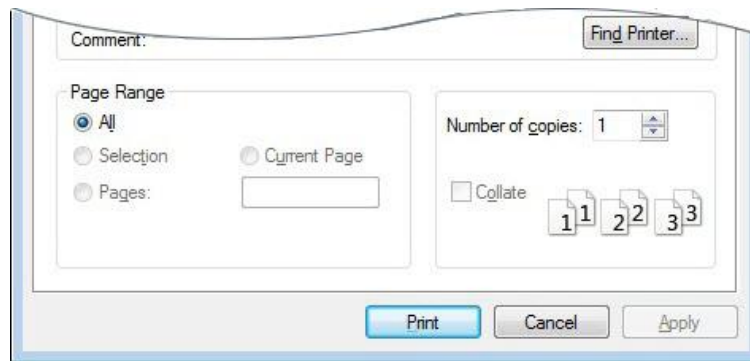 Comment:
Find Printer...
Page Range
All
Selection
Current Page
Pages:
Number of copies: 1
Collate
1 1 2 2 3 3
Print
Cancel
Apply